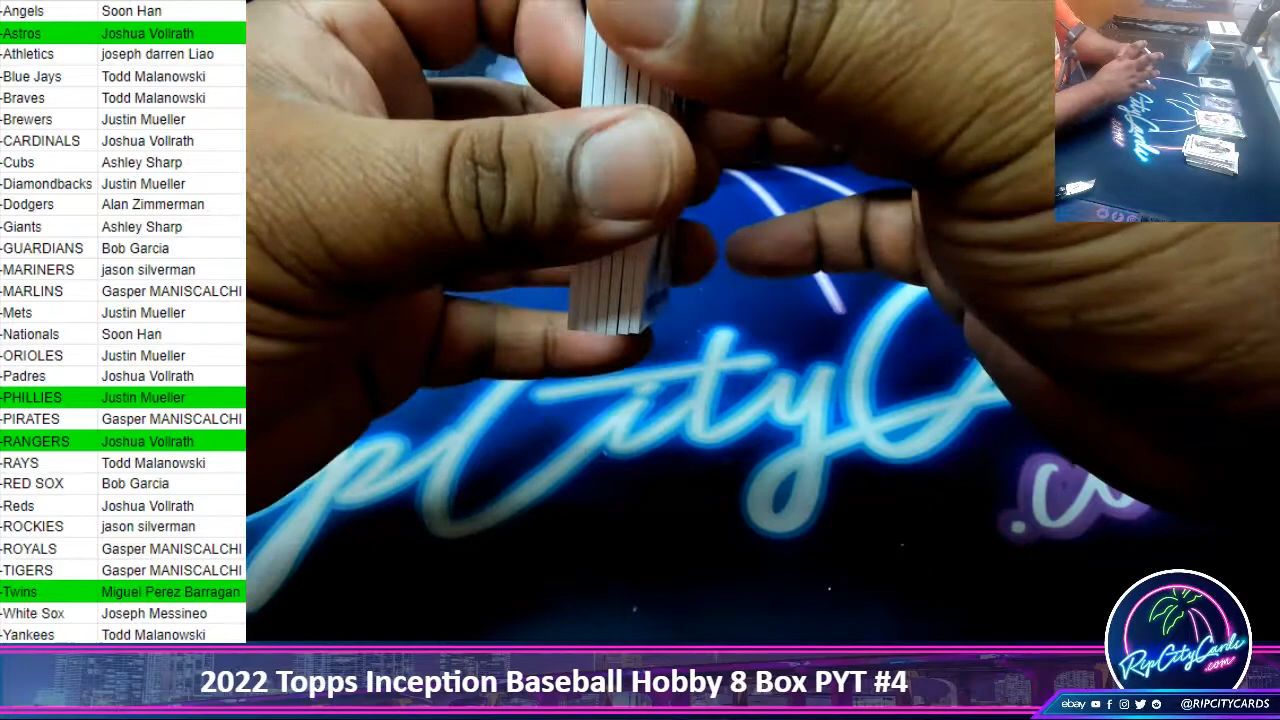 -Angels Soon Han
-Astros Joshua Vollrath
-Athletics joseph darren Liao
-Blue Jays Todd Malanowski
-Braves Todd Malanowski
-Brewers Justin Mueller
-CARDINALS Joshua Vollrath
-Cubs Ashley Sharp
-Diamondbacks Justin Mueller
-Dodgers Alan Zimmerman
-Giants Ashley Sharp
-GUARDIANS Bob Garcia
-MARINERS jason silverman
-MARLINS Gasper MANISCALCHI
-Mets Justin Mueller
-Nationals Soon Han
-ORIOLES Justin Mueller
-Padres Joshua Vollrath
-PHILLIES Justin Mueller
-PIRATES Gasper MANISCALCHI
-RANGERS Joshua Vollrath
-RAYS Todd Malanowski
-RED SOX Bob Garcia
-Reds Joshua Vollrath
-ROCKIES jason silverman
-ROYALS Gasper MANISCALCHI
-TIGERS Gasper MANISCALCHI
-Twins Miguel Perez Barragan
-White Sox Joseph Messineo
-Yankees Todd Malanowski
pCityC
.c
RipCityCards
.com
2022 Topps Inception Baseball Hobby 8 Box PYT #4
ebay @RIPCITYCARDS